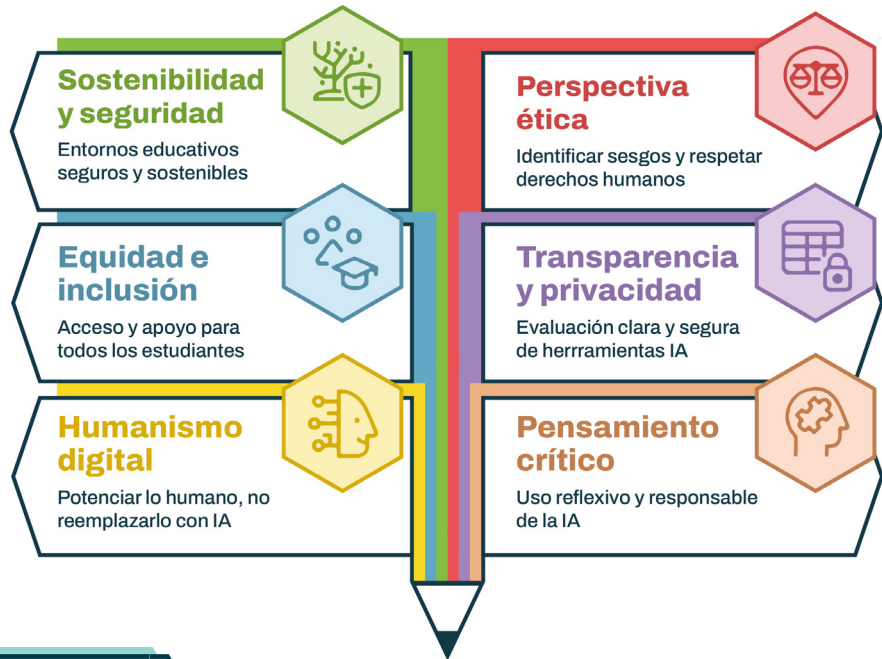 Sostenibilidad
y seguridad
Entornos educativos
seguros y sostenibles
Equidad e
inclusión
Acceso y apoyo para
todos los estudiantes
Humanismo
digital
Potenciar lo humano, no
reemplazarlo con IA
Perspectiva
ética
Identificar sesgos y respetar
derechos humanos
Transparencia
y privacidad
Evaluación clara y segura
de herrramientas IA
Pensamiento
crítico
Uso reflexivo y responsable
de la IA